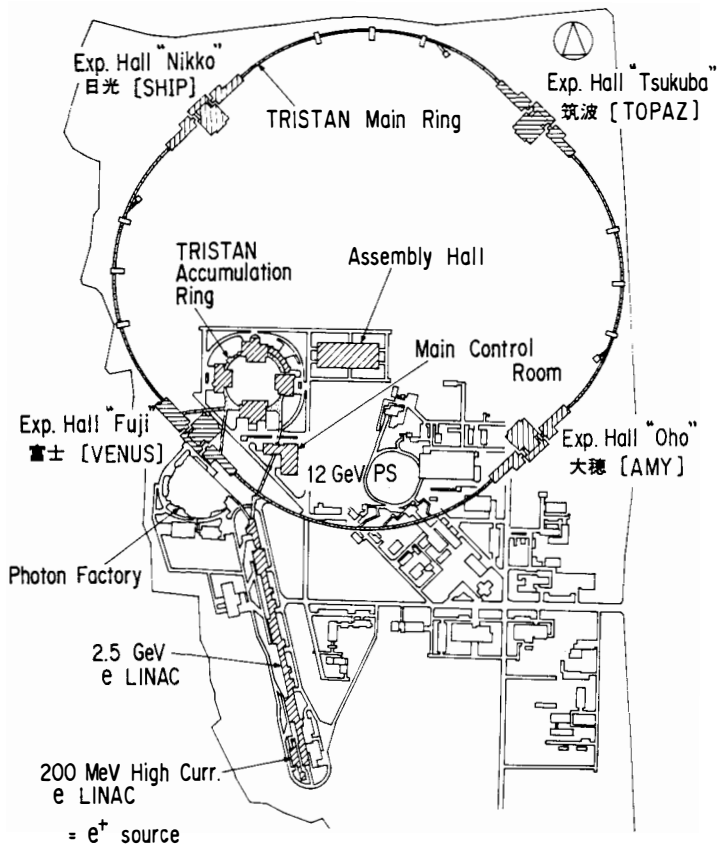 Exp. Hall "Nikko"
日光 [SHIP]
TRISTAN Main Ring
Exp. Hall "Tsukuba"
筑波 [TOPAZ]
TRISTAN
Accumulation
Ring
Assembly Hall
Main Control
Room
Exp. Hall "Fuji"
富士 [VENUS]
12 GeV PS
Exp. Hall "Oho"
大穂 [AMY]
Photon Factory
2.5 GeV
e LINAC
200 MeV High Curr.
e LINAC
= e⁺ source